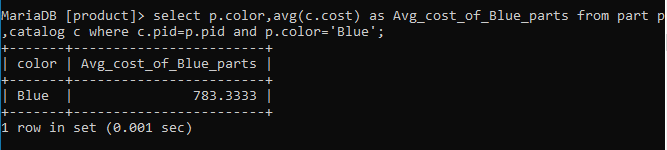 MariaDB [product]> select p.color,avg(c.cost) as Avg_cost_of_Blue_parts from part p
,catalog c where c.pid=p.pid and p.color='Blue';
+-------+------------------------+
| color | Avg_cost_of_Blue_parts |
+-------+------------------------+
| Blue  |               783.3333 |
+-------+------------------------+
1 row in set (0.001 sec)